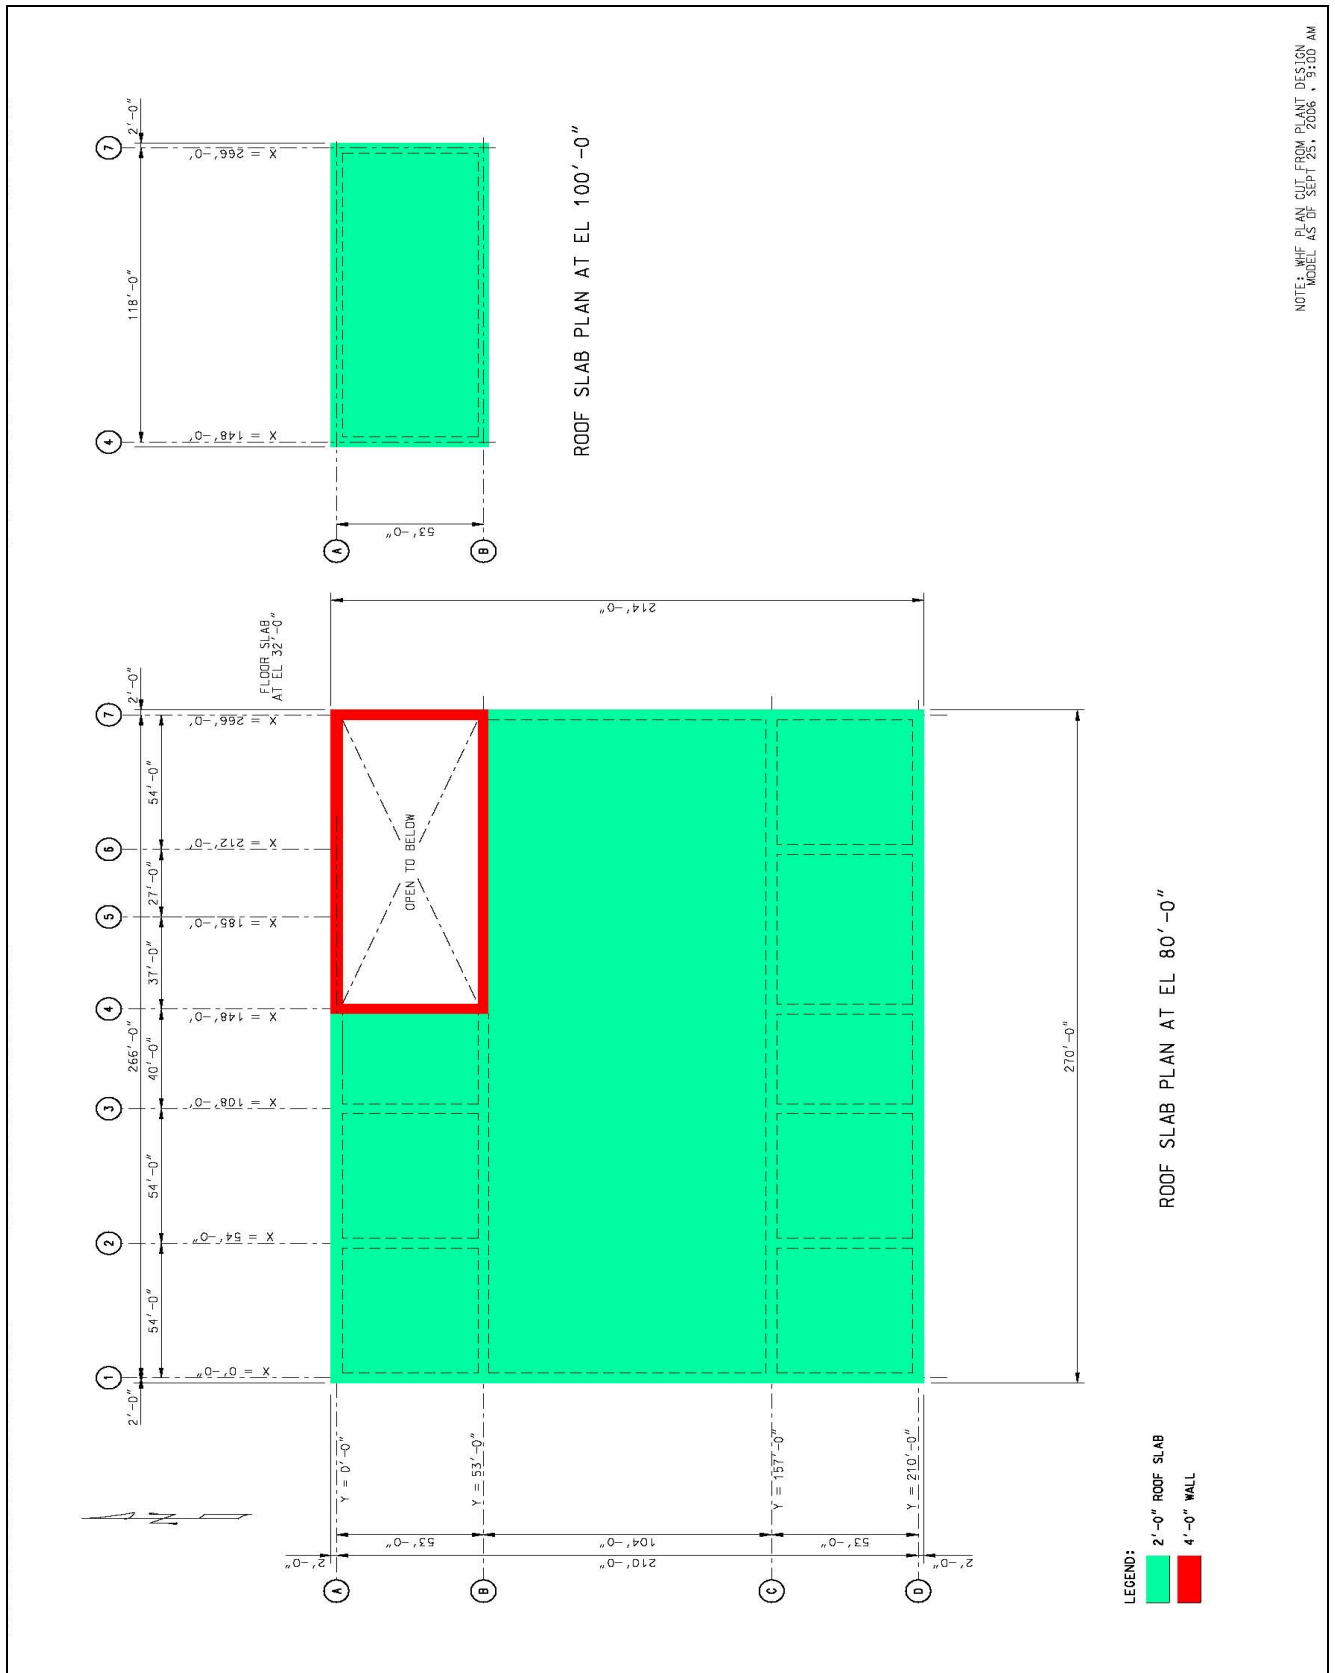 7
2'-0"
X = 266'-0'
118'-0"
4
X = 148'-0'
53'-0"
A
B
ROOF SLAB PLAN AT EL 100'-0"
NOTE: WHF PLAN CUT FROM PLANT DESIGN
MODEL AS OF SEPT 25, 2006 , 9:00 AM
FLOOR SLAB
AT EL 32'-0"
214'-0"
1
2
3
4
5
6
7
2'-0"
266'-0"
2'-0"
54'-0"
54'-0"
40'-0"
37'-0"
27'-0"
54'-0"
X = 0'-0"
X = 54'-0"
X = 108'-0'
X = 148'-0'
X = 185'-0'
X = 212'-0'
X = 266'-0'
OPEN TO BELOW
270'-0"
ROOF SLAB PLAN AT EL 80'-0"
Y = 0'-0"
Y = 53'-0"
Y = 157'-0"
Y = 210'-0"
53'-0"
104'-0"
53'-0"
2'-0"
210'-0"
2'-0"
A
B
C
D
N
LEGEND:
2'-0" ROOF SLAB
4'-0" WALL